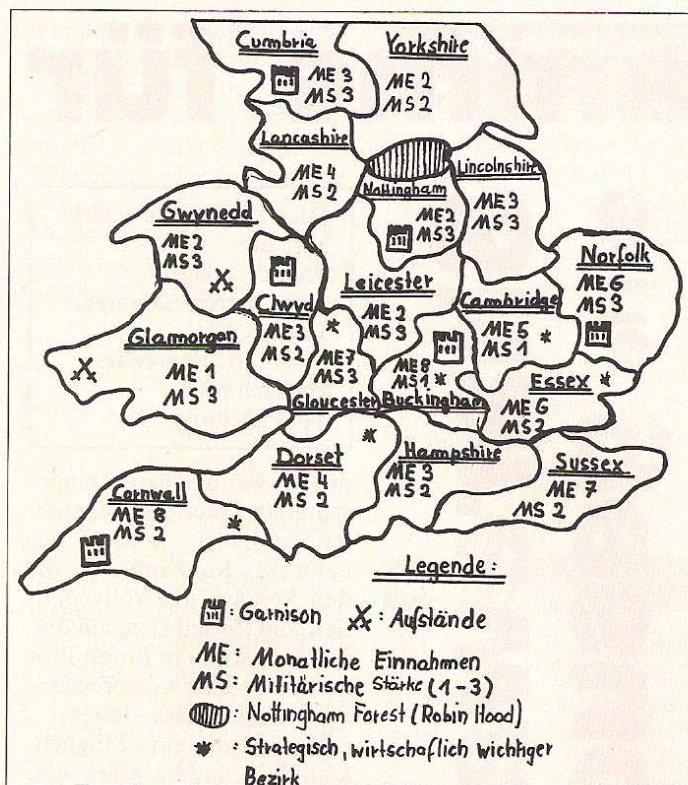 Cumbria
ME 3
MS 3
Yorkshire
ME 2
MS 2
Lancashire
ME 4
MS 2
Nottingham
ME 2
MS 3
Lincolnshire
ME 3
MS 3
Gwynedd
ME 2
MS 3
Clwyd
ME 3
MS 2
Leicester
ME 2
MS 3
Cambridge
ME 5
MS 1
Norfolk
ME 6
MS 3
Glamorgan
ME 1
MS 3
ME 7
MS 3
Gloucester
ME 8
MS 1
Buckingham
Essex
ME 6
MS 2
Cornwall
ME 8
MS 2
Dorset
ME 4
MS 2
Hampshire
ME 3
MS 2
Sussex
ME 7
MS 2
Legende:
: Garnison : Aufstände
ME: Monatliche Einnahmen
MS: Militärische Stärke (1-3)
: Nottingham Forest (Robin Hood)
: Strategisch, wirtschaftlich wichtiger
Bezirk